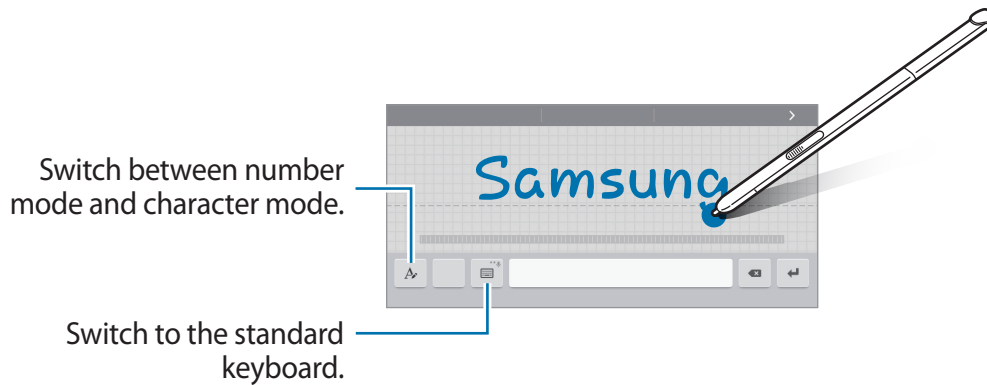 Samsung
Switch between number
mode and character mode.
A
Switch to the standard
keyboard.